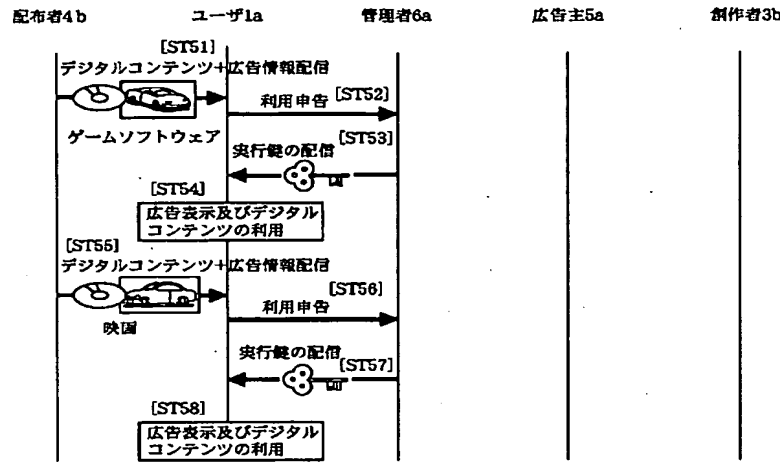 配布者4b ユーザ1a 管理者6a 広告主5a 創作者3b
[ST51]
デジタルコンテンツ+広告情報配信
利用申告 [ST52]
ゲームソフトウェア
[ST53]
実行鍵の配信
[ST54]
広告表示及びデジタル
コンテンツの利用
[ST55]
デジタルコンテンツ+広告情報配信
[ST56]
利用申告
映画
実行鍵の配信
[ST57]
[ST58]
広告表示及びデジタル
コンテンツの利用